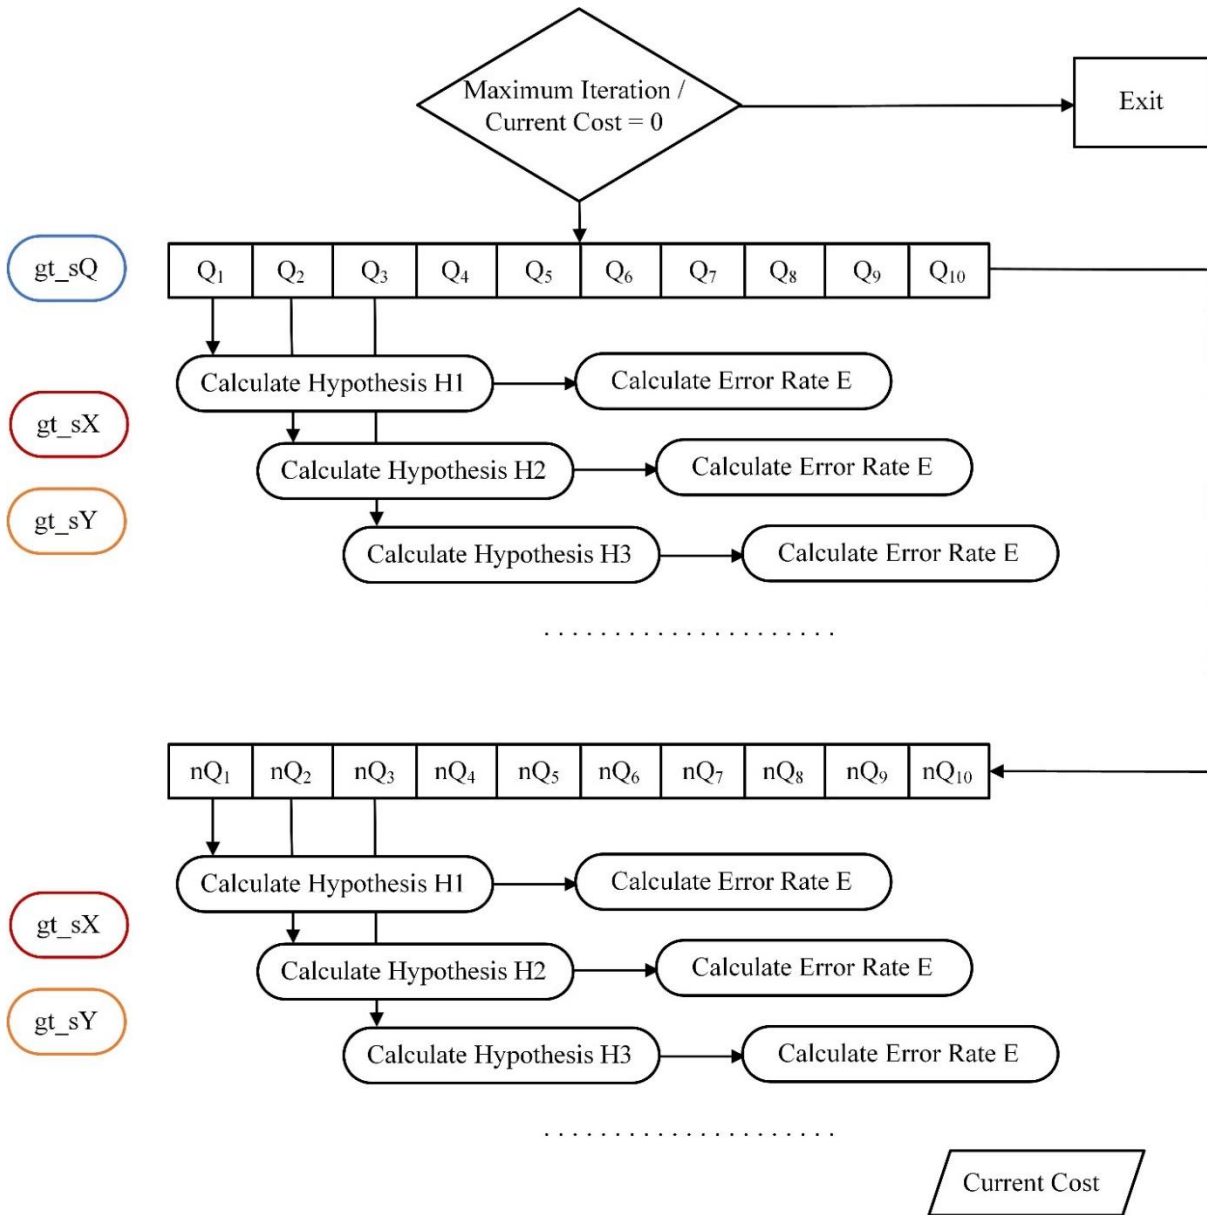 Maximum Iteration /
Current Cost = 0
Exit
gt_sQ
Q₁ Q₂ Q₃ Q₄ Q₅ Q₆ Q₇ Q₈ Q₉ Q₁₀
Calculate Hypothesis H1
Calculate Error Rate E
gt_sX
Calculate Hypothesis H2
Calculate Error Rate E
gt_sY
Calculate Hypothesis H3
Calculate Error Rate E
. . . . . . . . . . . . . . . . . . . . .
nQ₁ nQ₂ nQ₃ nQ₄ nQ₅ nQ₆ nQ₇ nQ₈ nQ₉ nQ₁₀
Calculate Hypothesis H1
Calculate Error Rate E
gt_sX
Calculate Hypothesis H2
Calculate Error Rate E
gt_sY
Calculate Hypothesis H3
Calculate Error Rate E
. . . . . . . . . . . . . . . . . . . . .
Current Cost